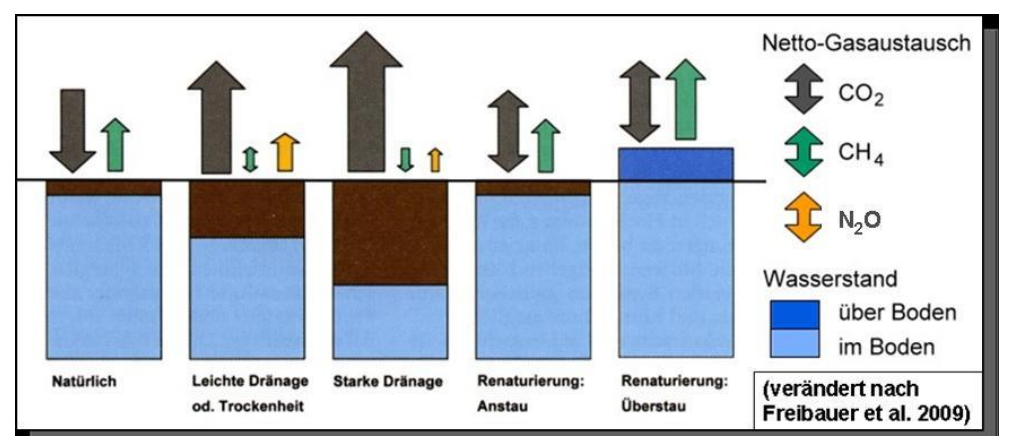 Netto-Gasaustausch
CO₂
CH₄
N₂O
Wasserstand
über Boden
im Boden
Natürlich
Leichte Dränage
od. Trockenheit
Starke Dränage
Renaturierung:
Anstau
Renaturierung:
Überstau
(verändert nach
Freibauer et al. 2009)